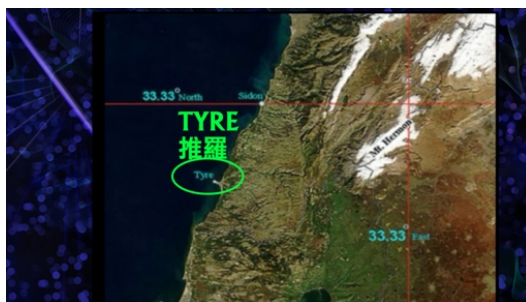 33.33° North
Sidon
TYRE
推羅
Tyre
Mt. Hermon
33.33° East